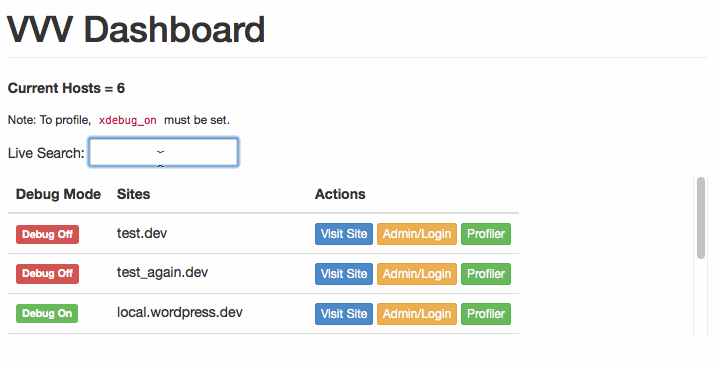 VVV Dashboard
Current Hosts = 6
Note: To profile, xdebug_on must be set.
Live Search:
Debug Mode Sites Actions
Debug Off test.dev Visit Site Admin/Login Profiler
Debug Off test_again.dev Visit Site Admin/Login Profiler
Debug On local.wordpress.dev Visit Site Admin/Login Profiler